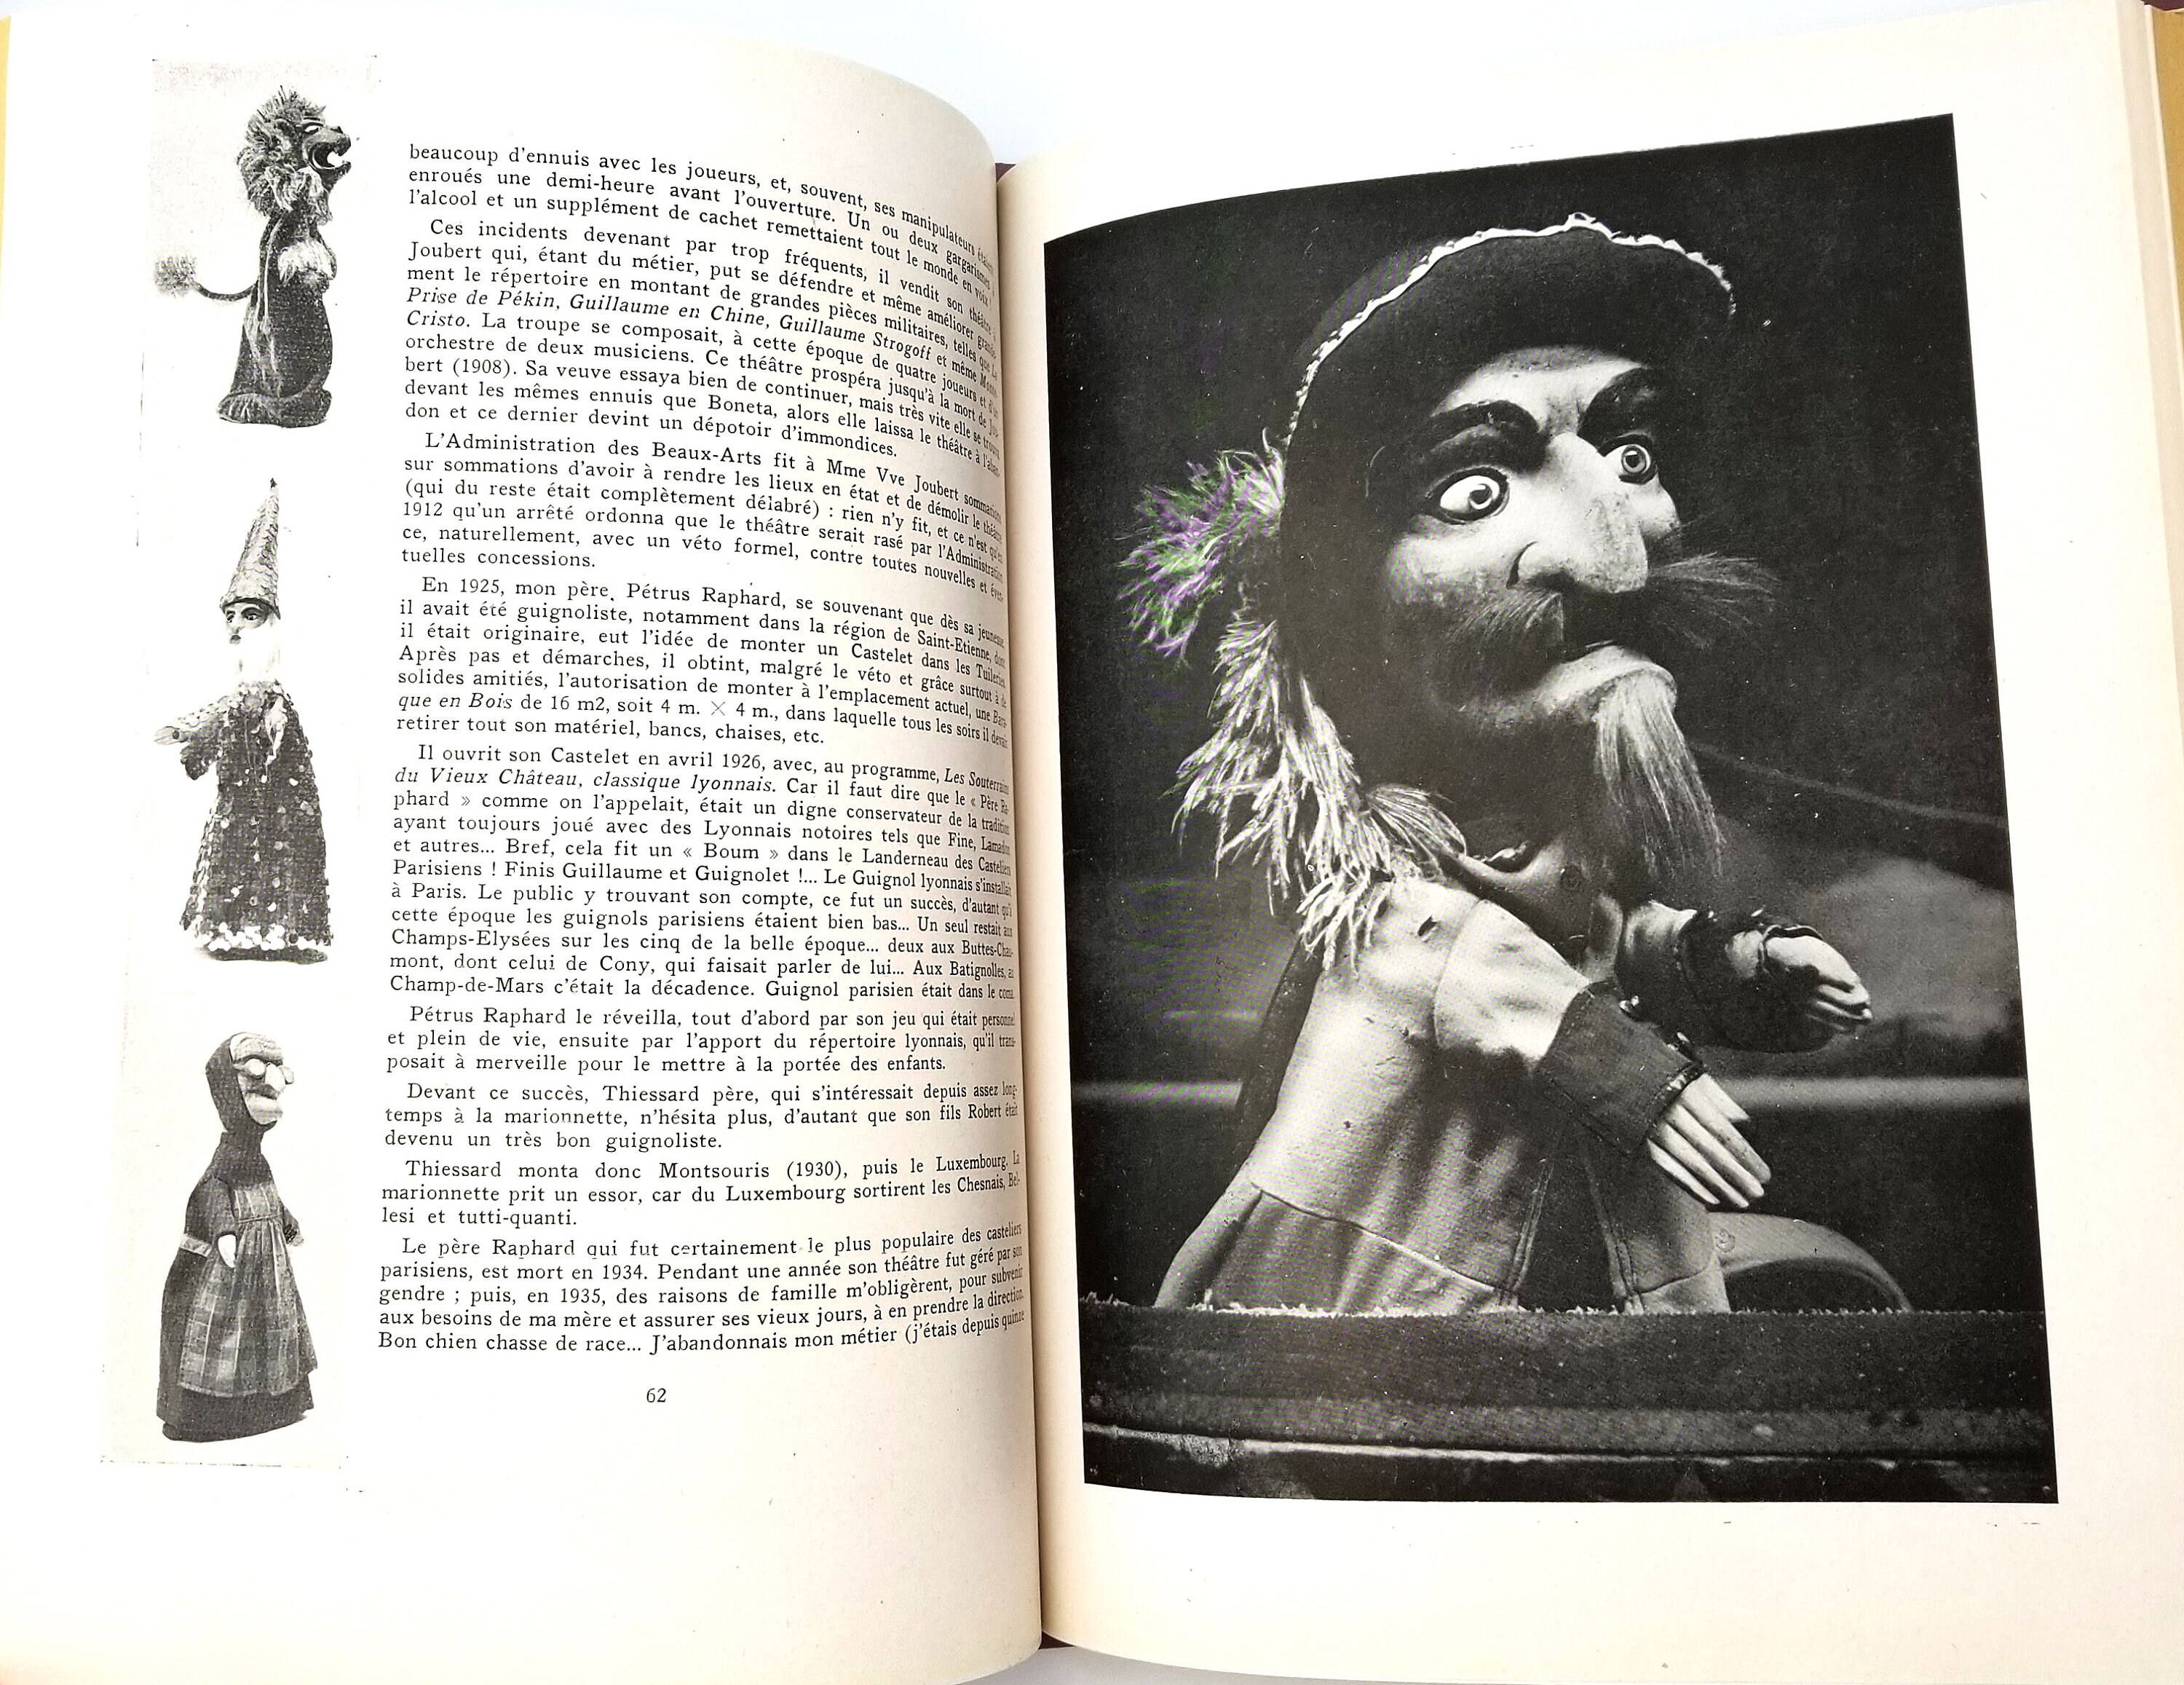 beaucoup d'ennuis avec les joueurs, et, souvent, ses manipulateurs étaient
enroués une demi-heure avant l'ouverture. Un ou deux gargarismes à
l'alcool et un supplément de cachet remettaient tout le monde en voix !
Ces incidents devenant par trop fréquents, il vendit son théâtre à
Joubert qui, étant du métier, put se défendre et même améliorer grande-
ment le répertoire en montant de grandes pièces militaires, telles que La
Prise de Pékin, Guillaume en Chine, Guillaume Strogoff et même Monte-
Cristo. La troupe se composait, à cette époque de quatre joueurs et d'un
orchestre de deux musiciens. Ce théâtre prospéra jusqu'à la mort de Jou-
bert (1908). Sa veuve essaya bien de continuer, mais très vite elle se trouva
devant les mêmes ennuis que Boneta, alors elle laissa le théâtre à l'aban-
don et ce dernier devint un dépotoir d'immondices.
L'Administration des Beaux-Arts fit à Mme Vve Joubert sommations
sur sommations d'avoir à rendre les lieux en état et de démolir le théâtre
(qui du reste était complètement délabré) : rien n'y fit, et ce n'est qu'en
1912 qu'un arrêté ordonna que le théâtre serait rasé par l'Administration
ce, naturellement, avec un véto formel, contre toutes nouvelles et éven-
tuelles concessions.
En 1925, mon père, Pétrus Raphard, se souvenant que dès sa jeunesse,
il avait été guignoliste, notamment dans la région de Saint-Etienne, dont
il était originaire, eut l'idée de monter un Castelet dans les Tuileries.
Après pas et démarches, il obtint, malgré le véto et grâce surtout à de
solides amitiés, l'autorisation de monter à l'emplacement actuel, une Bara-
que en Bois de 16 m2, soit 4 m. × 4 m., dans laquelle tous les soirs il devait
retirer tout son matériel, bancs, chaises, etc.
Il ouvrit son Castelet en avril 1926, avec, au programme, Les Souterrains
du Vieux Château, classique lyonnais. Car il faut dire que le « Père Ra-
phard » comme on l'appelait, était un digne conservateur de la tradition
ayant toujours joué avec des Lyonnais notoires tels que Fine, Lamadon
et autres... Bref, cela fit un « Boum » dans le Landerneau des Casteliers
Parisiens ! Finis Guillaume et Guignolet !... Le Guignol lyonnais s'installait
à Paris. Le public y trouvant son compte, ce fut un succès, d'autant qu'à
cette époque les guignols parisiens étaient bien bas... Un seul restait aux
Champs-Elysées sur les cinq de la belle époque... deux aux Buttes-Chau-
mont, dont celui de Cony, qui faisait parler de lui... Aux Batignolles, au
Champ-de-Mars c'était la décadence. Guignol parisien était dans le coma.
Pétrus Raphard le réveilla, tout d'abord par son jeu qui était personnel
et plein de vie, ensuite par l'apport du répertoire lyonnais, qu'il trans-
posait à merveille pour le mettre à la portée des enfants.
Devant ce succès, Thiessard père, qui s'intéressait depuis assez long-
temps à la marionnette, n'hésita plus, d'autant que son fils Robert était
devenu un très bon guignoliste.
Thiessard monta donc Montsouris (1930), puis le Luxembourg. La
marionnette prit un essor, car du Luxembourg sortirent les Chesnais, Bel-
lesi et tutti-quanti.
Le père Raphard qui fut certainement le plus populaire des casteliers
parisiens, est mort en 1934. Pendant une année son théâtre fut géré par son
gendre ; puis, en 1935, des raisons de famille m'obligèrent, pour subvenir
aux besoins de ma mère et assurer ses vieux jours, à en prendre la direction.
Bon chien chasse de race... J'abandonnais mon métier (j'étais depuis quinze
62